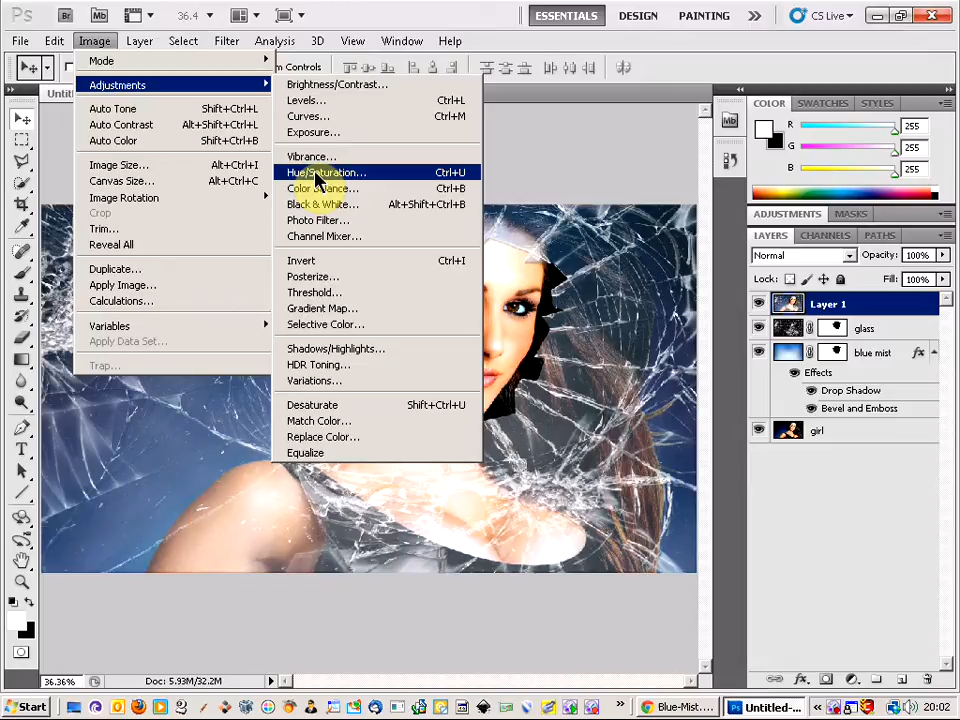 Ps Br Mb 36.4 ESSENTIALS DESIGN PAINTING CS Live
File Edit Image Layer Select Filter Analysis 3D View Window Help
Controls
Mode
Adjustments
Auto Tone Shift+Ctrl+L
Auto Contrast Alt+Shift+Ctrl+L
Auto Color Shift+Ctrl+B
Image Size... Alt+Ctrl+I
Canvas Size... Alt+Ctrl+C
Image Rotation
Crop
Trim...
Reveal All
Duplicate...
Apply Image...
Calculations...
Variables
Apply Data Set...
Trap...
Brightness/Contrast...
Levels... Ctrl+L
Curves... Ctrl+M
Exposure...
Vibrance...
Hue/Saturation... Ctrl+U
Color Balance... Ctrl+B
Black & White... Alt+Shift+Ctrl+B
Photo Filter...
Channel Mixer...
Invert Ctrl+I
Posterize...
Threshold...
Gradient Map...
Selective Color...
Shadows/Highlights...
HDR Toning...
Variations...
Desaturate Shift+Ctrl+U
Match Color...
Replace Color...
Equalize
Mb
COLOR SWATCHES STYLES
R 255
G 255
B 255
ADJUSTMENTS MASKS
LAYERS CHANNELS PATHS
Normal Opacity: 100%
Lock: Fill: 100%
Layer 1
glass
blue mist fx
Effects
Drop Shadow
Bevel and Emboss
girl
36.36% Doc: 5.93M/32.2M
Start Blue-Mist.... Untitled-... 20:02